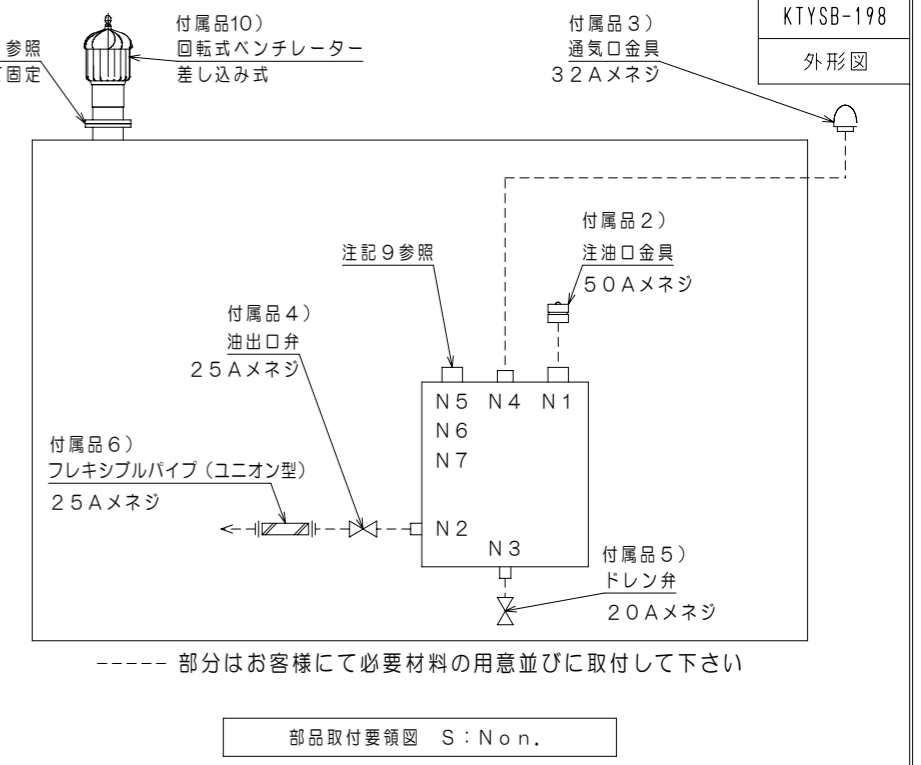 KTYSB-198
外形図
参照
固定
付属品10)
回転式ベンチレーター
差し込み式
付属品3)
通気口金具
32Aメネジ
付属品2)
注油口金具
50Aメネジ
注記9参照
付属品4)
油出口弁
25Aメネジ
付属品6)
フレキシブルパイプ(ユニオン型)
25Aメネジ
N5 N4 N1
N6
N7
N2
N3
付属品5)
ドレン弁
20Aメネジ
----- 部分はお客様にて必要材料の用意並びに取付して下さい
部品取付要領図 S:Non.